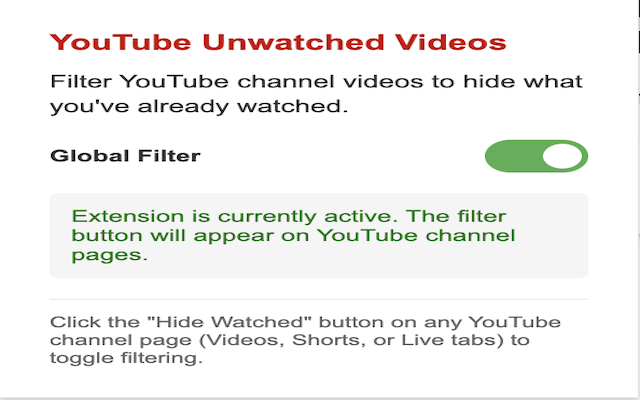 YouTube Unwatched Videos
Filter YouTube channel videos to hide what
you've already watched.
Global Filter
Extension is currently active. The filter
button will appear on YouTube channel
pages.
Click the "Hide Watched" button on any YouTube
channel page (Videos, Shorts, or Live tabs) to
toggle filtering.